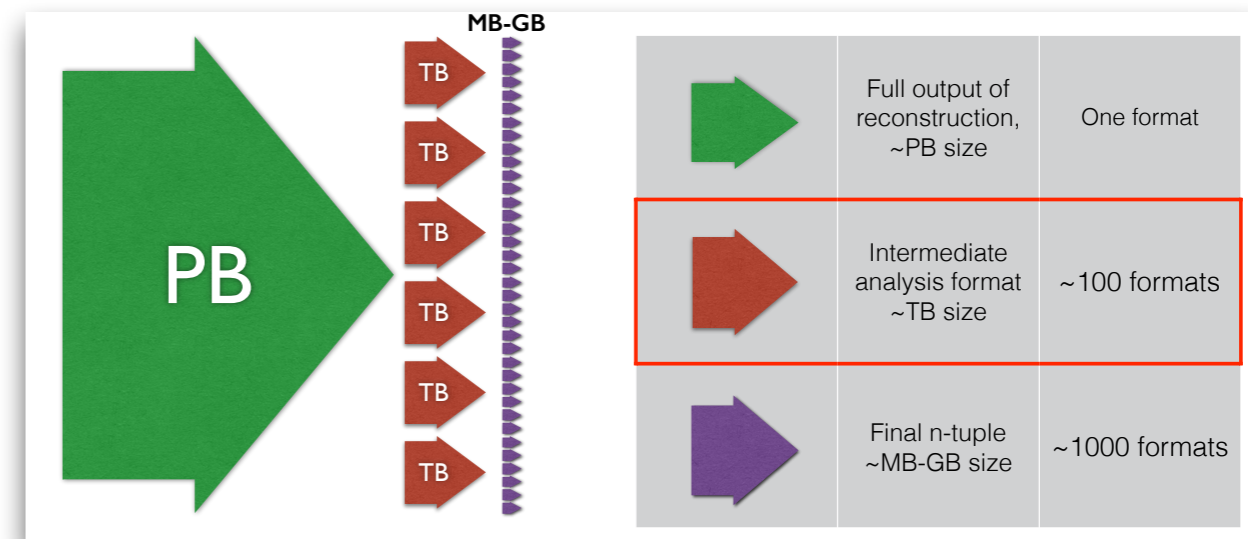 MB-GB
PB
TB
TB
TB
TB
TB
TB
Full output of
reconstruction,
~PB size
One format
Intermediate
analysis format
~TB size
~100 formats
Final n-tuple
~MB-GB size
~1000 formats